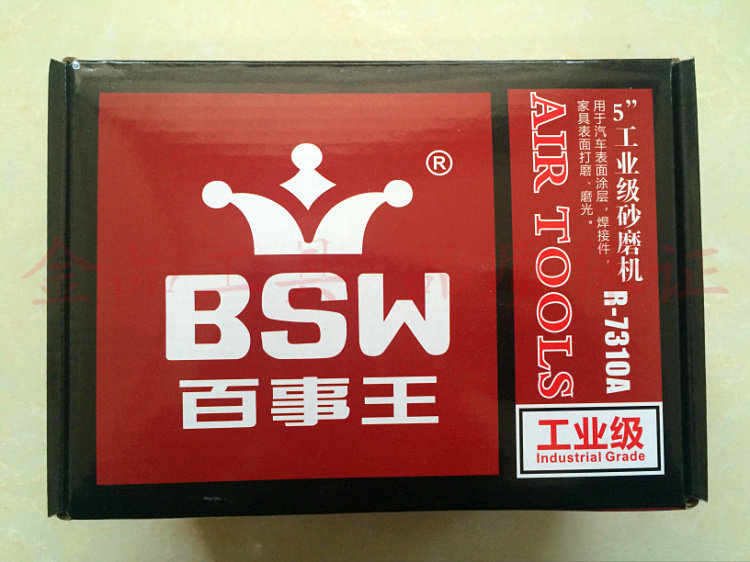 ®
BSW
百事王
5”工业级砂磨机 R-7310A
用于汽车表面涂层，焊接件，
家具表面打磨、磨光。
AIR TOOLS
工业级
Industrial Grade